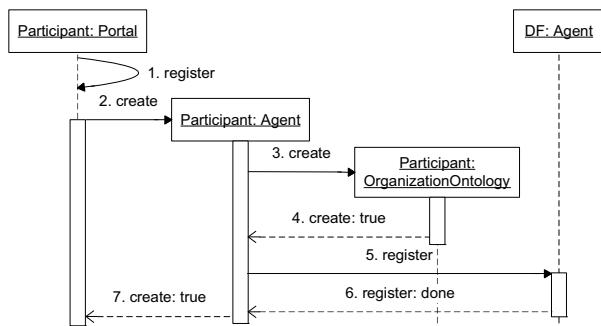 Participant: Portal
DF: Agent
1. register
2. create
Participant: Agent
3. create
Participant:
OrganizationOntology
4. create: true
5. register
6. register: done
7. create: true